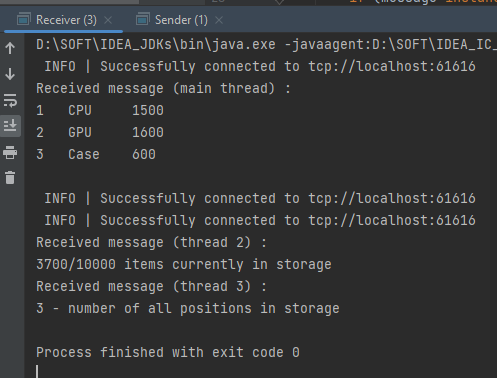 Receiver (3) × Sender (1) ×
D:\SOFT\IDEA_JDKs\bin\java.exe -javaagent:D:\SOFT\IDEA_IC_
INFO | Successfully connected to tcp://localhost:61616
Received message (main thread) :
1 CPU 1500
2 GPU 1600
3 Case 600
INFO | Successfully connected to tcp://localhost:61616
INFO | Successfully connected to tcp://localhost:61616
Received message (thread 2) :
3700/10000 items currently in storage
Received message (thread 3) :
3 - number of all positions in storage
Process finished with exit code 0